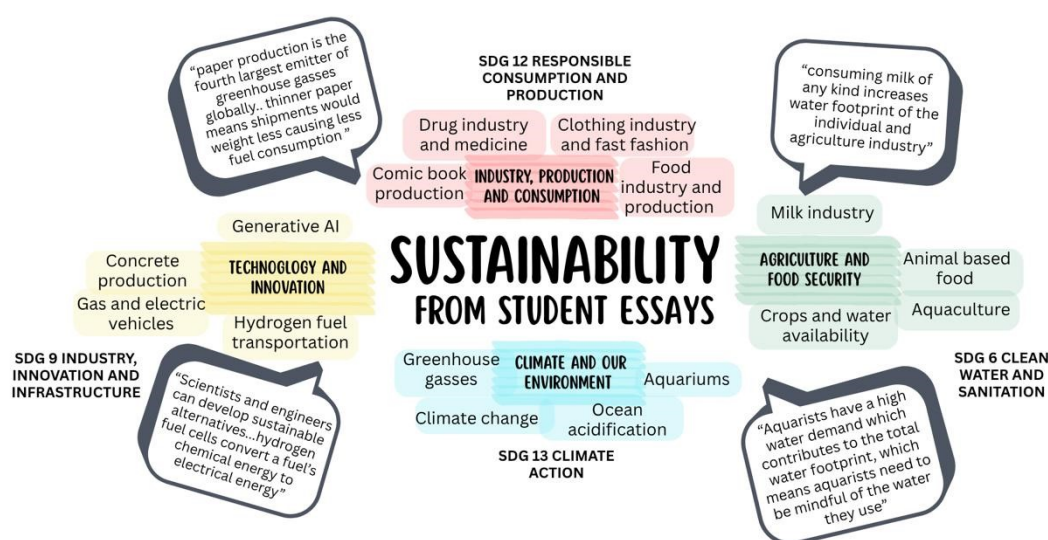 “paper production is the
fourth largest emitter of
greenhouse gasses
globally.. thinner paper
means shipments would
weight less causing less
fuel consumption ”
SDG 12 RESPONSIBLE
CONSUMPTION AND
PRODUCTION
“consuming milk of
any kind increases
water footprint of the
individual and
agriculture industry”
Drug industry
and medicine
Clothing industry
and fast fashion
Comic book
production
INDUSTRY, PRODUCTION
AND CONSUMPTION
Food
industry and
production
Generative AI
Concrete
production
TECHNOGLOGY AND
INNOVATION
Gas and electric
vehicles
Hydrogen fuel
transportation
SUSTAINABILITY
FROM STUDENT ESSAYS
Milk industry
AGRICULTURE AND
FOOD SECURITY
Animal based
food
Crops and water
availability
Aquaculture
SDG 9 INDUSTRY,
INNOVATION AND
INFRASTRUCTURE
Greenhouse
gasses
CLIMATE AND OUR
ENVIRONMENT
Aquariums
Climate change
Ocean
acidification
SDG 13 CLIMATE
ACTION
SDG 6 CLEAN
WATER AND
SANITATION
“Scientists and engineers
can develop sustainable
alternatives...hydrogen
fuel cells convert a fuel’s
chemical energy to
electrical energy”
“Aquarists have a high
water demand which
contributes to the total
water footprint, which
means aquarists need to
be mindful of the water
they use”